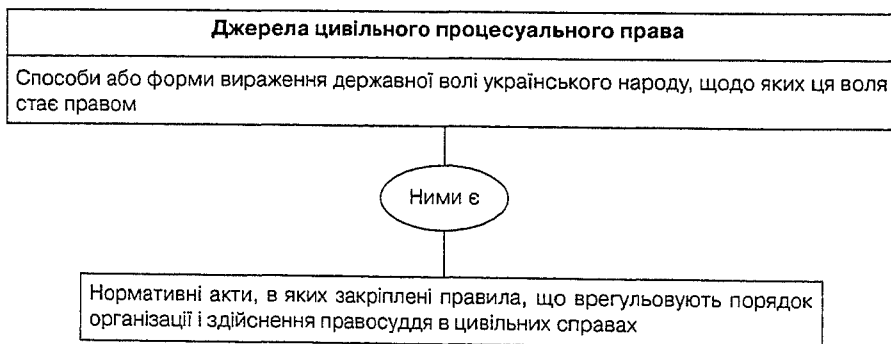 Джерела цивільного процесуального права
Способи або форми вираження державної волі українського народу, щодо яких ця воля
стає правом
Ними є
Нормативні акти, в яких закріплені правила, що врегульовують порядок
організації і здійснення правосуддя в цивільних справах